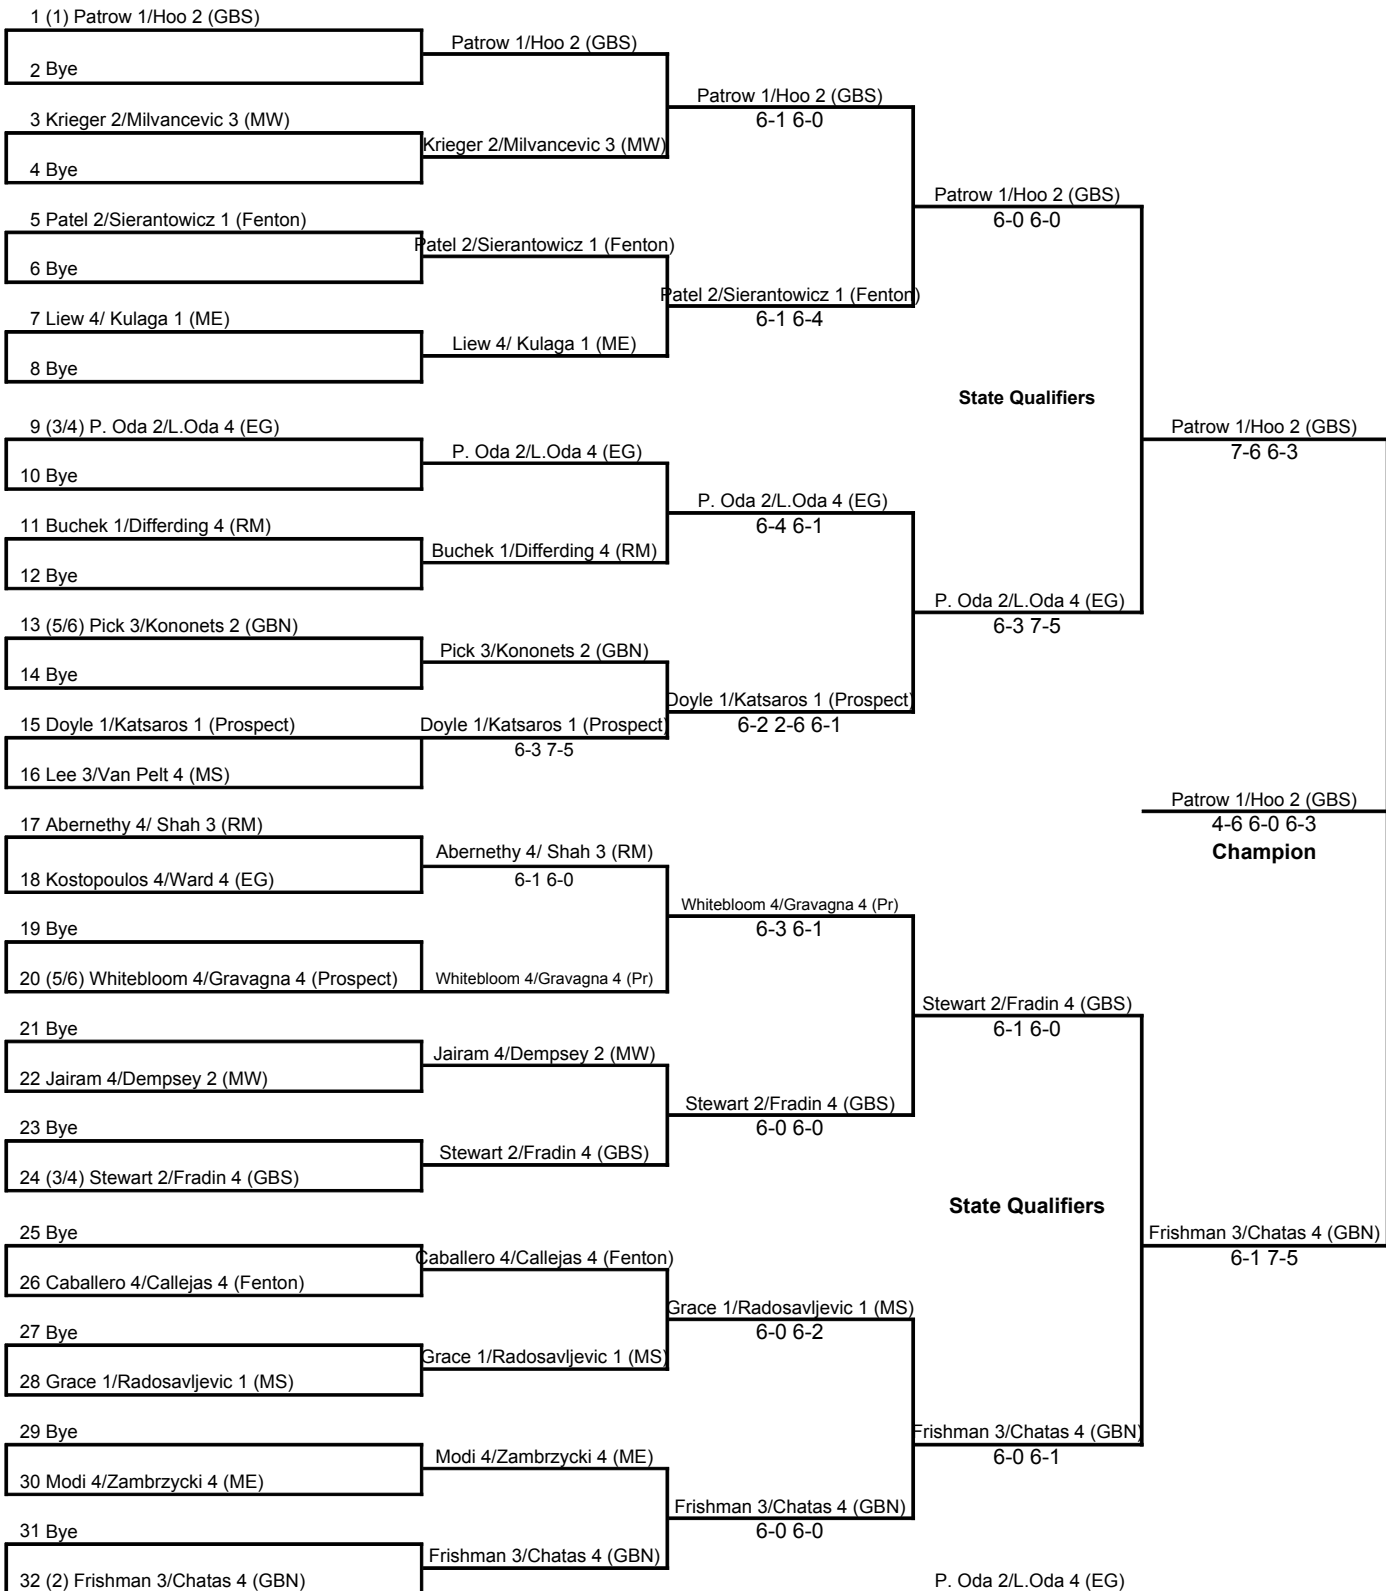 1 (1) Patrow 1/Hoo 2 (GBS)
2 Bye
3 Krieger 2/Milvancevic 3 (MW)
4 Bye
5 Patel 2/Sierantowicz 1 (Fenton)
6 Bye
7 Liew 4/ Kulaga 1 (ME)
8 Bye
9 (3/4) P. Oda 2/L.Oda 4 (EG)
10 Bye
11 Buchek 1/Differding 4 (RM)
12 Bye
13 (5/6) Pick 3/Kononets 2 (GBN)
14 Bye
15 Doyle 1/Katsaros 1 (Prospect)
16 Lee 3/Van Pelt 4 (MS)
17 Abernethy 4/ Shah 3 (RM)
18 Kostopoulos 4/Ward 4 (EG)
19 Bye
20 (5/6) Whitebloom 4/Gravagna 4 (Prospect)
21 Bye
22 Jairam 4/Dempsey 2 (MW)
23 Bye
24 (3/4) Stewart 2/Fradin 4 (GBS)
25 Bye
26 Caballero 4/Callejas 4 (Fenton)
27 Bye
28 Grace 1/Radosavljevic 1 (MS)
29 Bye
30 Modi 4/Zambrzycki 4 (ME)
31 Bye
32 (2) Frishman 3/Chatas 4 (GBN)
Patrow 1/Hoo 2 (GBS)
Krieger 2/Milvancevic 3 (MW)
Patel 2/Sierantowicz 1 (Fenton)
Liew 4/ Kulaga 1 (ME)
P. Oda 2/L.Oda 4 (EG)
Buchek 1/Differding 4 (RM)
Pick 3/Kononets 2 (GBN)
Doyle 1/Katsaros 1 (Prospect)
6-3 7-5
Abernethy 4/ Shah 3 (RM)
6-1 6-0
Whitebloom 4/Gravagna 4 (Pr)
Jairam 4/Dempsey 2 (MW)
Stewart 2/Fradin 4 (GBS)
Caballero 4/Callejas 4 (Fenton)
Grace 1/Radosavljevic 1 (MS)
Modi 4/Zambrzycki 4 (ME)
Frishman 3/Chatas 4 (GBN)
Patrow 1/Hoo 2 (GBS)
6-1 6-0
Patel 2/Sierantowicz 1 (Fenton)
6-1 6-4
P. Oda 2/L.Oda 4 (EG)
6-4 6-1
Doyle 1/Katsaros 1 (Prospect)
6-2 2-6 6-1
Whitebloom 4/Gravagna 4 (Pr)
6-3 6-1
Stewart 2/Fradin 4 (GBS)
6-0 6-0
Grace 1/Radosavljevic 1 (MS)
6-0 6-2
Frishman 3/Chatas 4 (GBN)
6-0 6-0
Patrow 1/Hoo 2 (GBS)
6-0 6-0
State Qualifiers
P. Oda 2/L.Oda 4 (EG)
6-3 7-5
Stewart 2/Fradin 4 (GBS)
6-1 6-0
State Qualifiers
Frishman 3/Chatas 4 (GBN)
6-0 6-1
P. Oda 2/L.Oda 4 (EG)
Patrow 1/Hoo 2 (GBS)
7-6 6-3
Patrow 1/Hoo 2 (GBS)
4-6 6-0 6-3
Champion
Frishman 3/Chatas 4 (GBN)
6-1 7-5